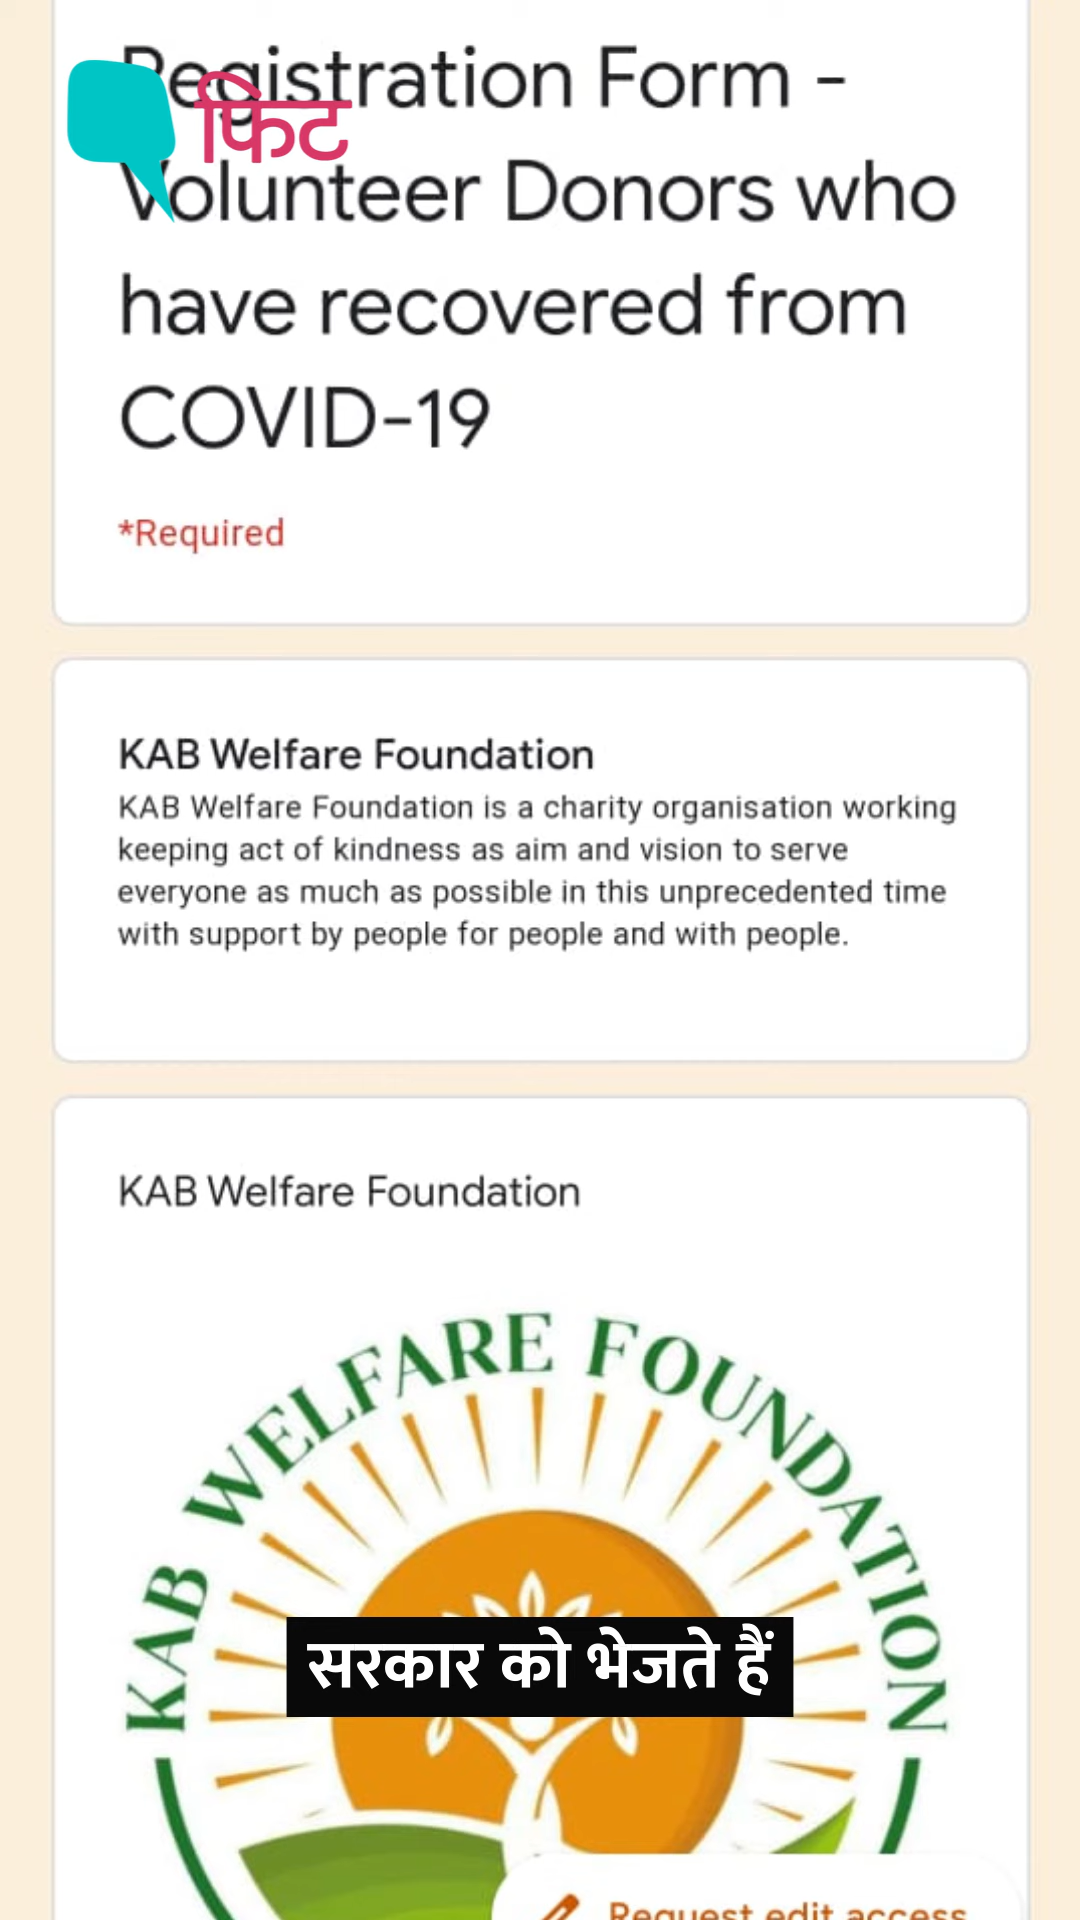 Registration Form -
फिट
Volunteer Donors who
have recovered from
COVID-19
*Required
KAB Welfare Foundation
KAB Welfare Foundation is a charity organisation working
keeping act of kindness as aim and vision to serve
everyone as much as possible in this unprecedented time
with support by people for people and with people.
KAB Welfare Foundation
KAB WELFARE FOUNDATION
सरकार को भेजते हैं
Request edit access